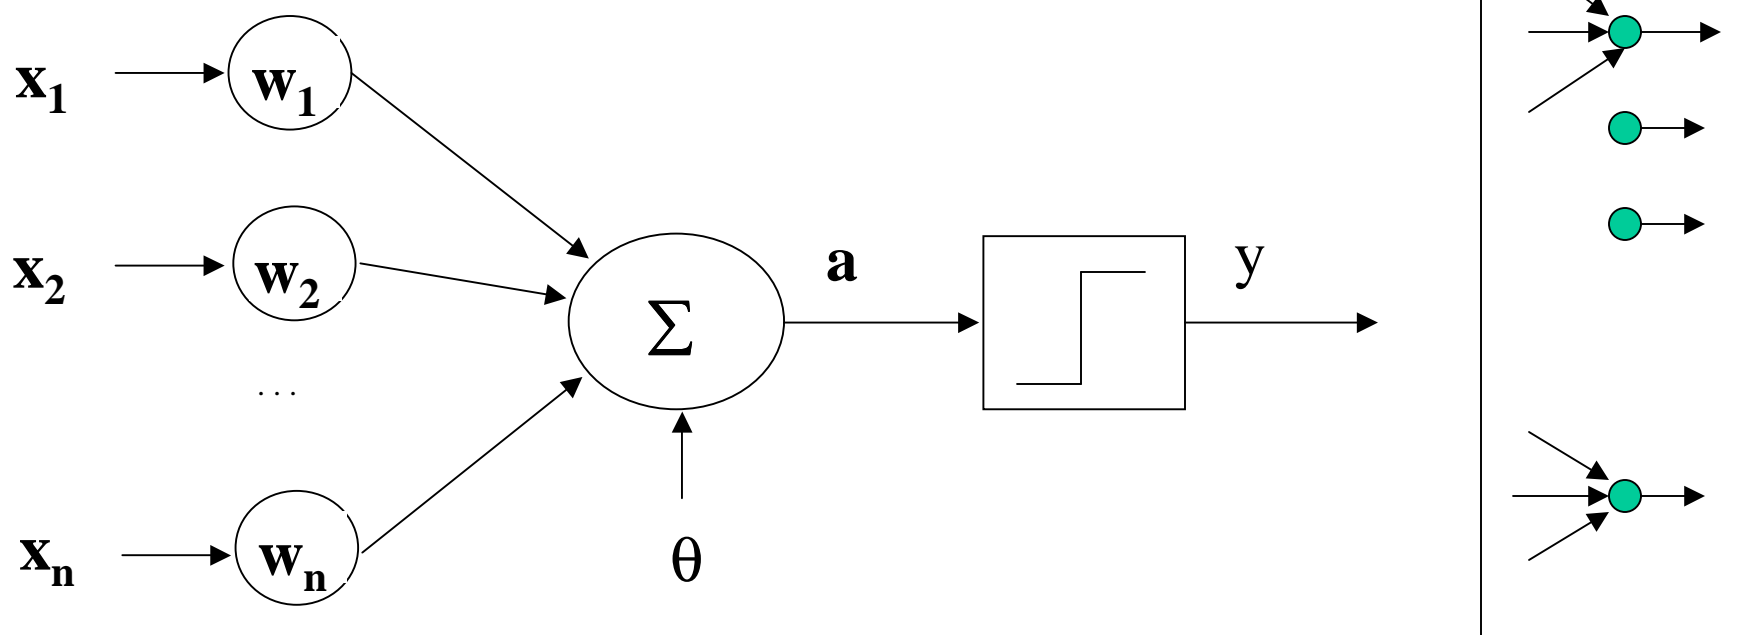 x1 w1
x2 w2 a y
Σ
. . .
xn wn θ